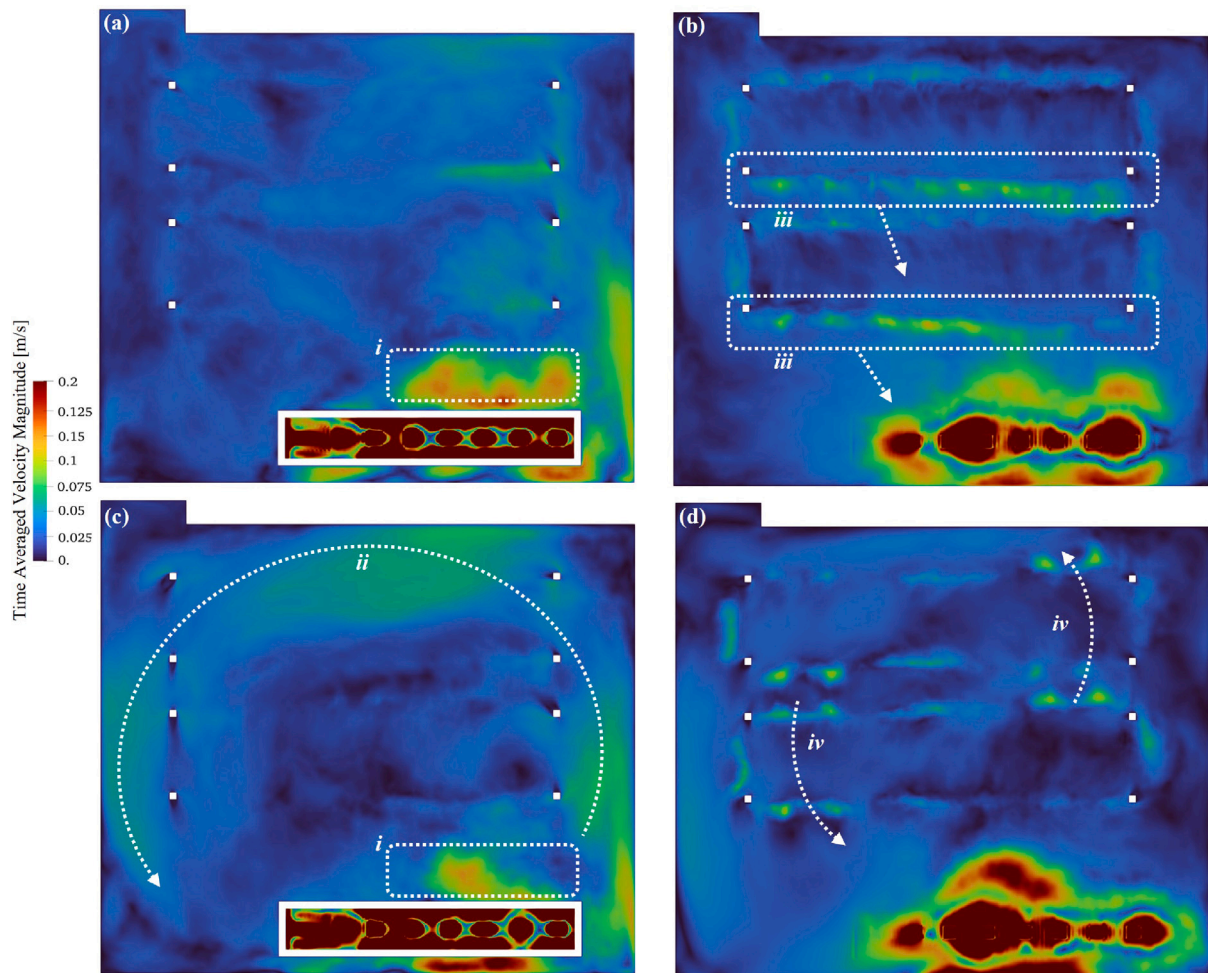 (a)
(b)
i
iii
iii
Time Averaged Velocity Magnitude [m/s]
0.2
0.125
0.15
0.1
0.075
0.05
0.025
0.
(c)
(d)
ii
iv
iv
i